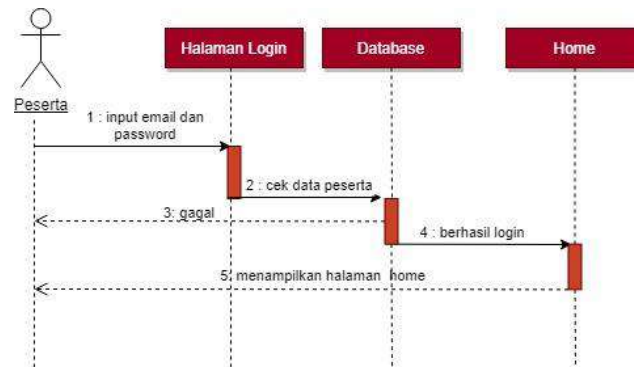 Halaman Login
Database
Home
Peserta
1 : input email dan
password
2 : cek data peserta
3: gagal
4 : berhasil login
5: menampilkan halaman home